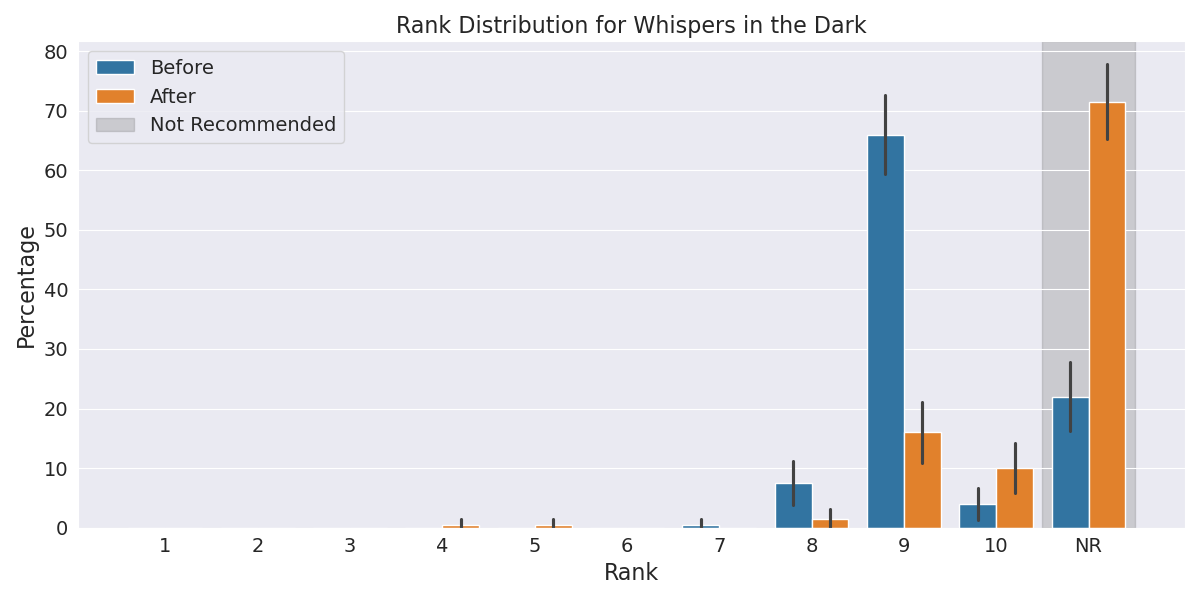 Rank Distribution for Whispers in the Dark
80
70
60
50
40
30
20
10
0
Percentage
Before
After
Not Recommended
1 2 3 4 5 6 7 8 9 10 NR
Rank